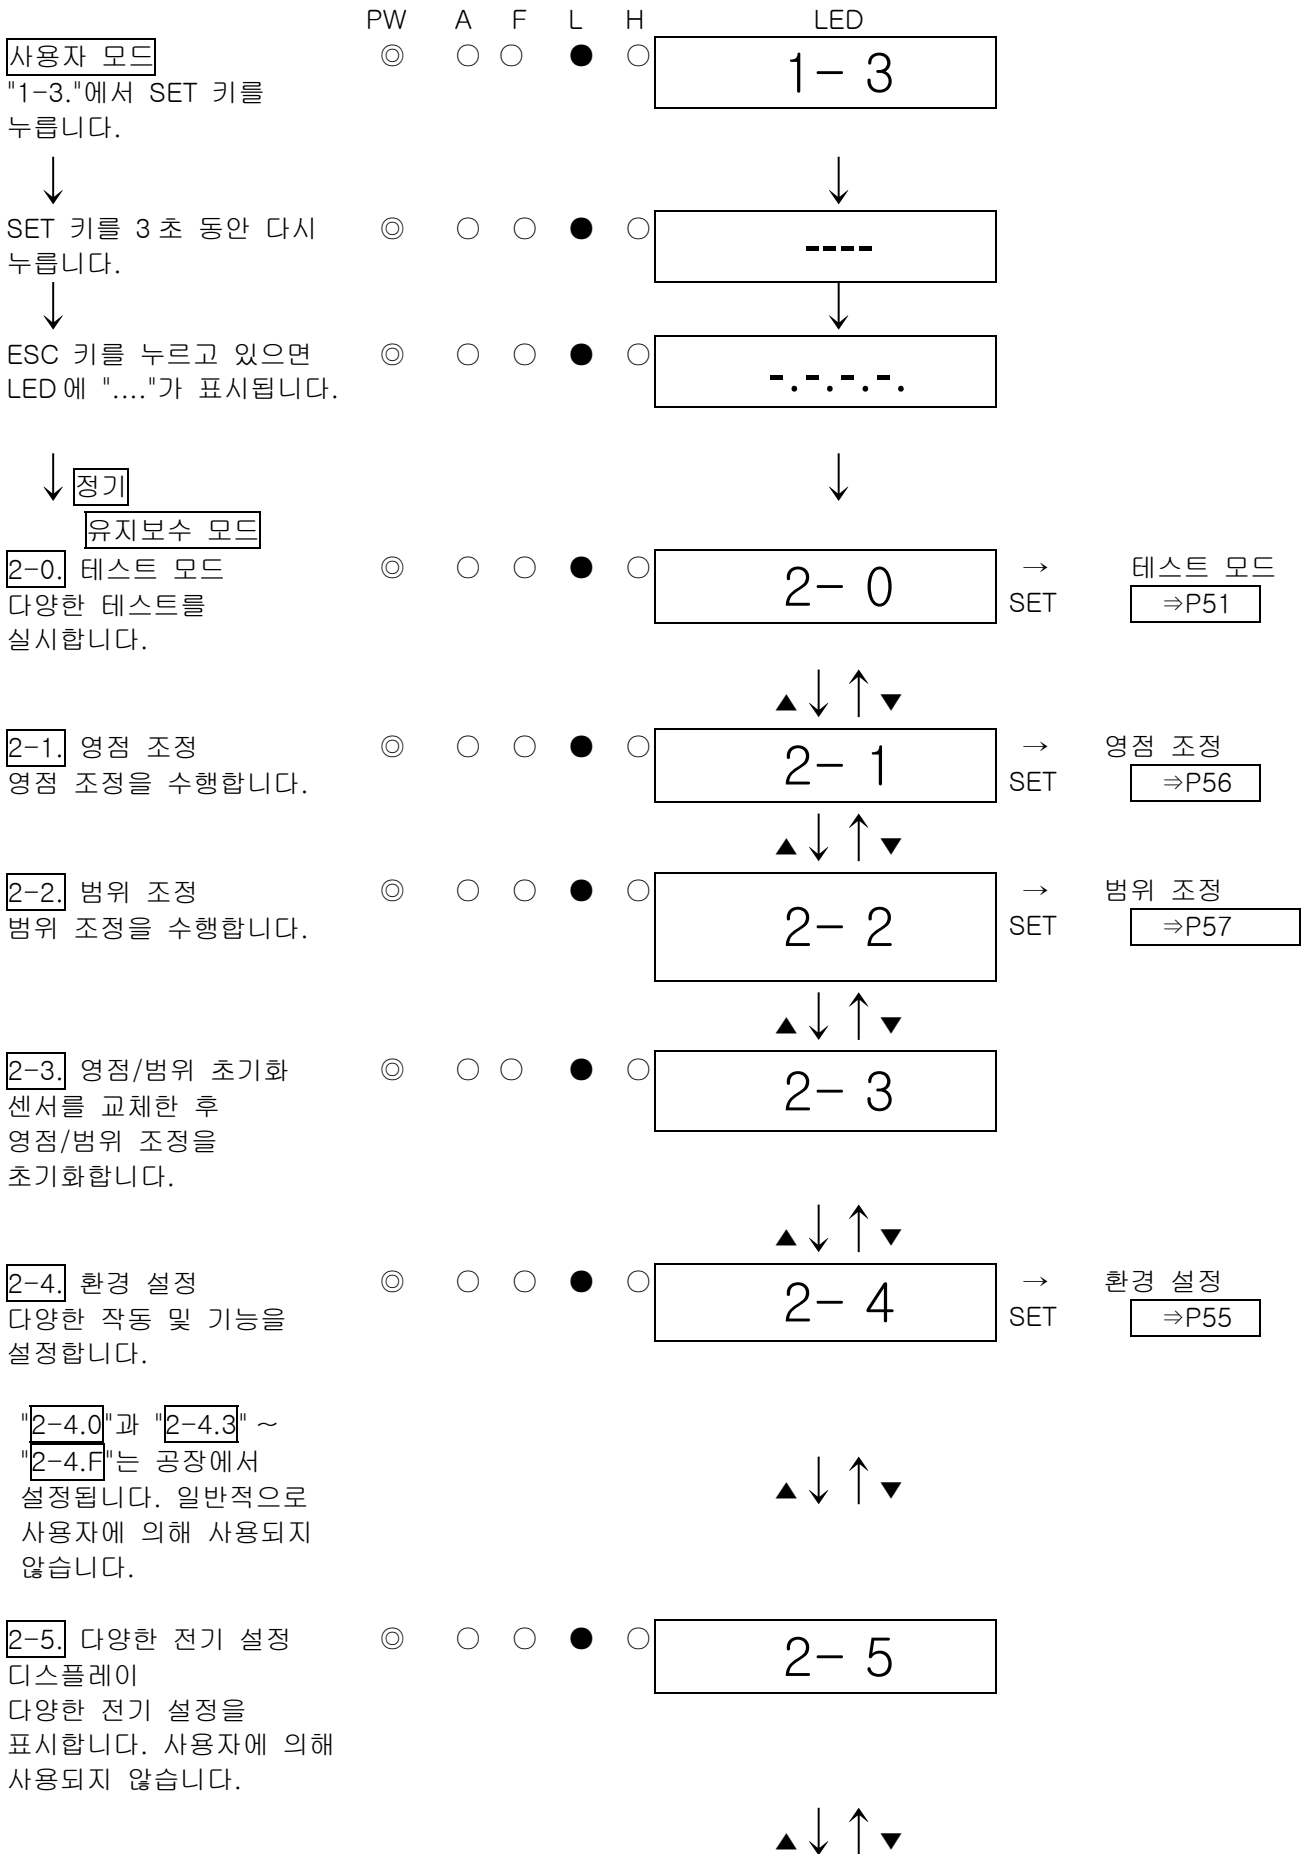 PW A F L H LED
사용자 모드 ◎ ○ ○ ● ○ 1- 3
"1-3."에서 SET 키를
누릅니다.
↓ ↓
SET 키를 3 초 동안 다시 ◎ ○ ○ ● ○ ----
누릅니다.
↓ ↓
ESC 키를 누르고 있으면 ◎ ○ ○ ● ○ -.-.-.-.
LED 에 "...."가 표시됩니다.
↓ 정기 ↓
유지보수 모드
2-0. 테스트 모드 ◎ ○ ○ ● ○ 2- 0 → 테스트 모드
다양한 테스트를 SET ⇒P51
실시합니다.
▲↓ ↑▼
2-1. 영점 조정 ◎ ○ ○ ● ○ 2- 1 → 영점 조정
영점 조정을 수행합니다. SET ⇒P56
▲↓ ↑▼
2-2. 범위 조정 ◎ ○ ○ ● ○ 2- 2 → 범위 조정
범위 조정을 수행합니다. SET ⇒P57
▲↓ ↑▼
2-3. 영점/범위 초기화 ◎ ○ ○ ● ○ 2- 3
센서를 교체한 후
영점/범위 조정을
초기화합니다.
▲↓ ↑▼
2-4. 환경 설정 ◎ ○ ○ ● ○ 2- 4 → 환경 설정
다양한 작동 및 기능을 SET ⇒P55
설정합니다.
"2-4.0"과 "2-4.3" ~
"2-4.F"는 공장에서
설정됩니다. 일반적으로 ▲↓ ↑▼
사용자에 의해 사용되지
않습니다.
2-5. 다양한 전기 설정 ◎ ○ ○ ● ○ 2- 5
디스플레이
다양한 전기 설정을
표시합니다. 사용자에 의해
사용되지 않습니다.
▲↓ ↑▼